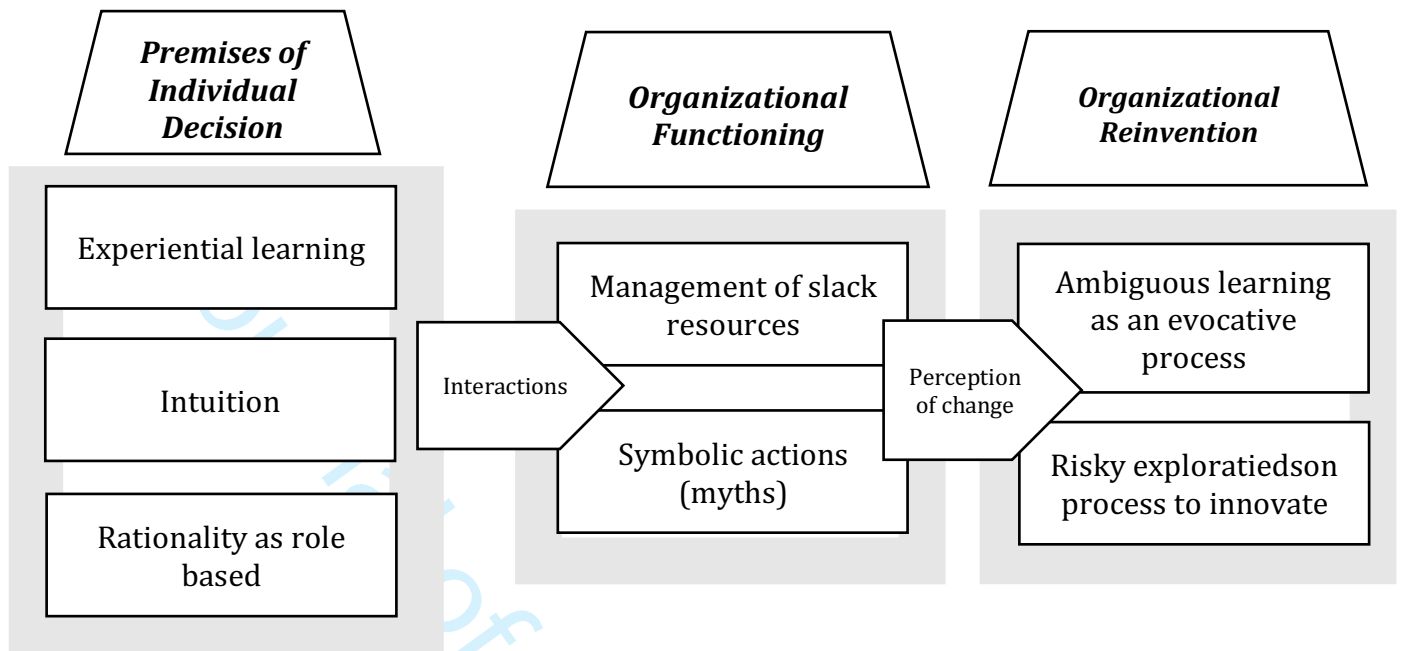 Premises of
Individual
Decision
Experiential learning
Intuition
Rationality as role
based
Interactions
Organizational
Functioning
Management of slack
resources
Symbolic actions
(myths)
Perception
of change
Organizational
Reinvention
Ambiguous learning
as an evocative
process
Risky exploratiedson
process to innovate
of